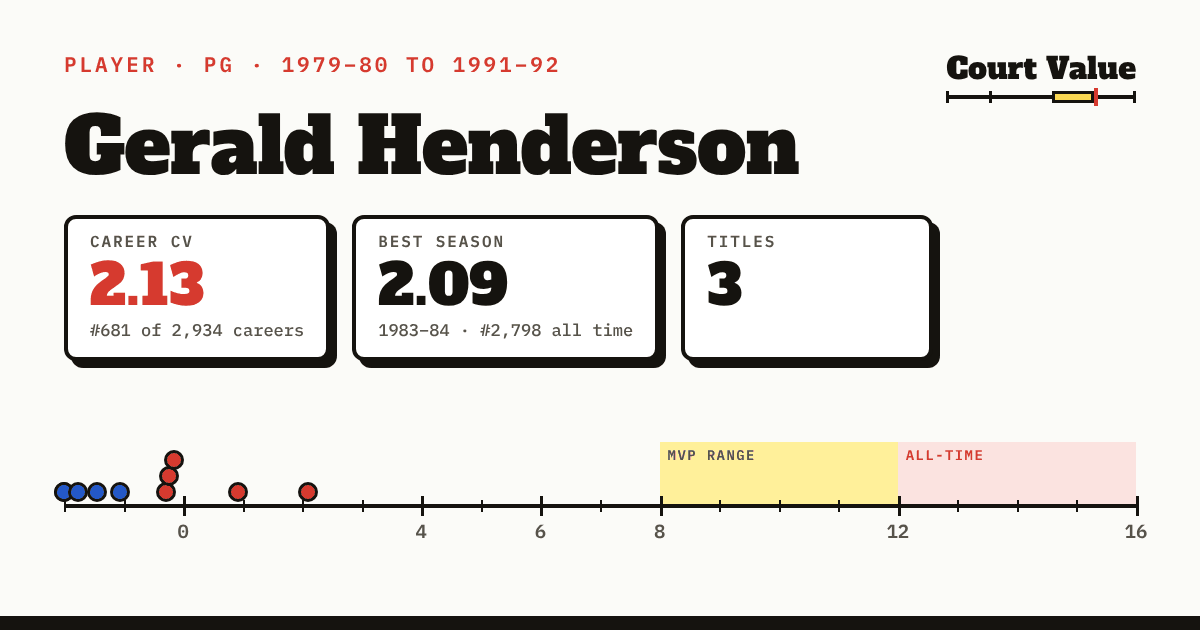 PLAYER · PG · 1979–80 TO 1991–92
Court Value
Gerald Henderson
CAREER CV
2.13
#681 of 2,934 careers
BEST SEASON
2.09
1983–84 · #2,798 all time
TITLES
3
MVP RANGE
ALL-TIME
0 4 6 8 12 16